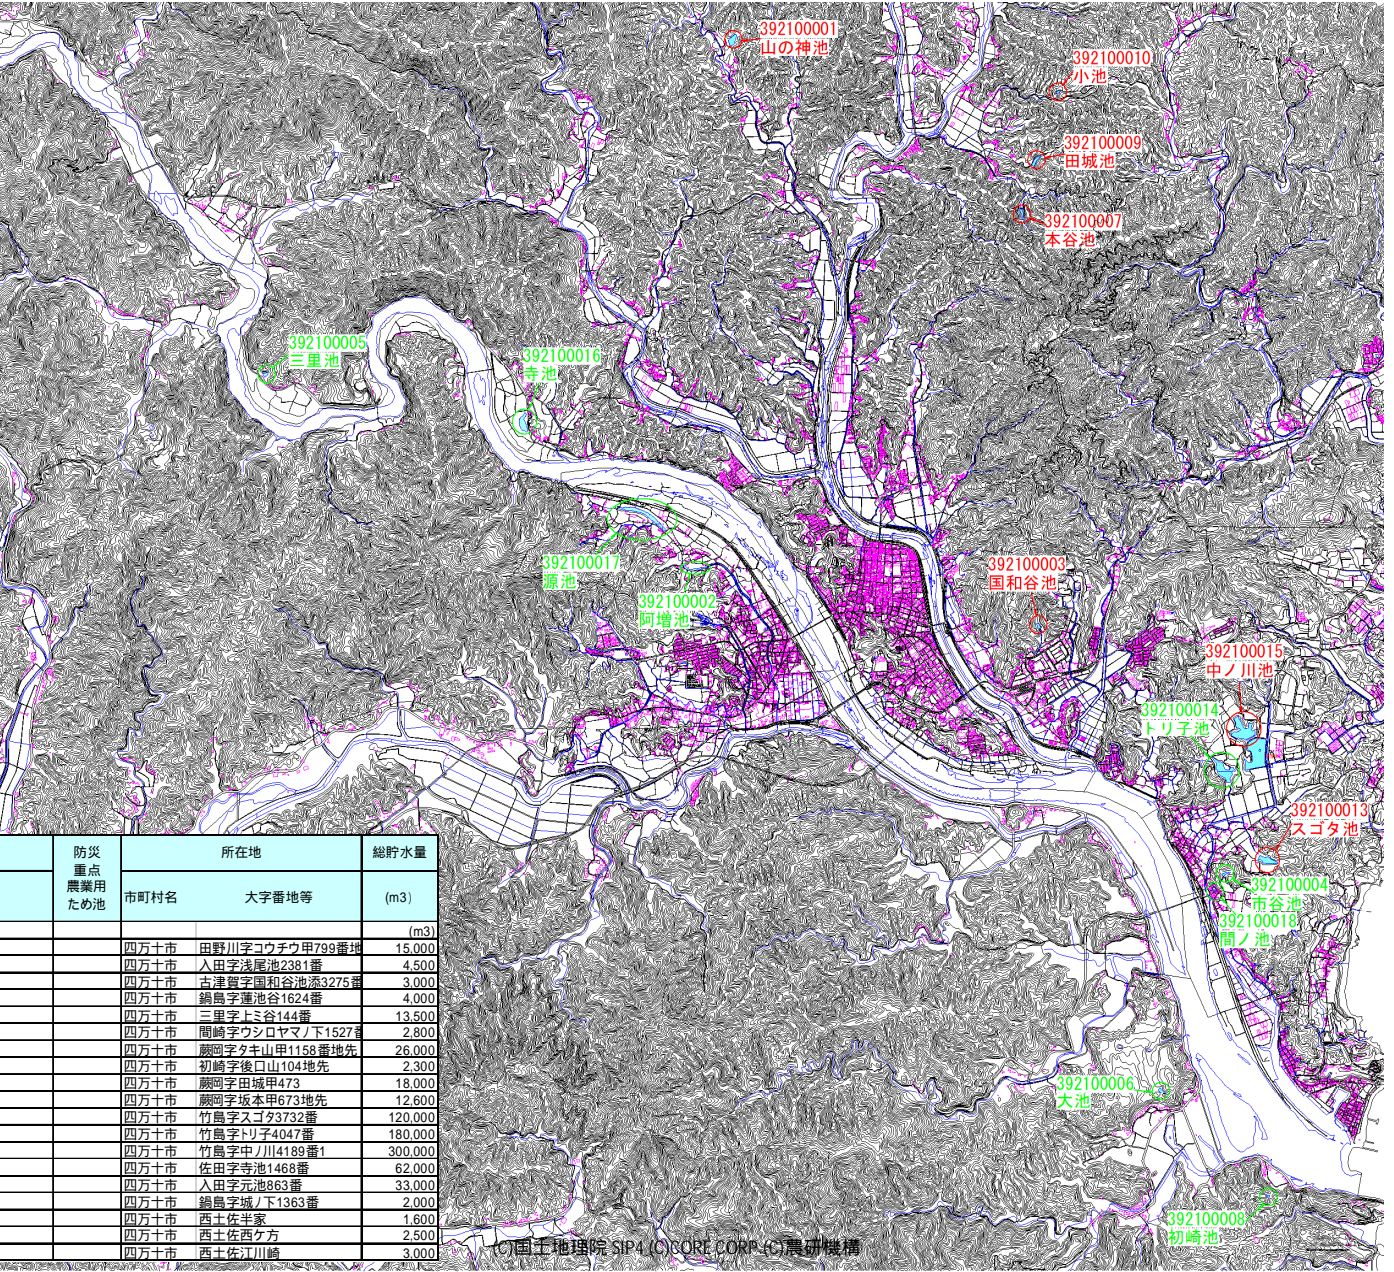 392100001
山の神池
392100010
小池
392100009
田城池
392100007
本谷池
392100005
三里池
392100016
寺池
392100017
源池
392100002
阿増池
392100003
国和谷池
392100015
中ノ川池
392100014
トリ子池
392100013
スゴタ池
392100004
市谷池
392100018
間ノ池
392100006
大池
392100008
初崎池
防災
重点
農業用
ため池
所在地
総貯水量
市町村名 大字番地等 (m3)
(m3)
四万十市 田野川字コウチウ甲799番地 15,000
四万十市 入田字浅尾池2381番 4,500
四万十市 古津賀字国和谷池添3275番 3,000
四万十市 鍋島字蓮池谷1624番 4,000
四万十市 三里字上ミ谷144番 13,500
四万十市 間崎字ウシロヤマノ下1527番 2,800
四万十市 蕨岡字タキ山甲1158番地先 26,000
四万十市 初崎字後口山104地先 2,300
四万十市 蕨岡字田城甲473 18,000
四万十市 蕨岡字坂本甲673地先 12,600
四万十市 竹島字スゴタ3732番 120,000
四万十市 竹島字トリ子4047番 180,000
四万十市 竹島字中ノ川4189番1 300,000
四万十市 佐田字寺池1468番 62,000
四万十市 入田字元池863番 33,000
四万十市 鍋島字城ノ下1363番 2,000
四万十市 西土佐半家 1,600
四万十市 西土佐西ケ方 2,500
四万十市 西土佐江川崎 3,000
(C)国土地理院 SIP4 (C)CORE CORP (C)農研機構